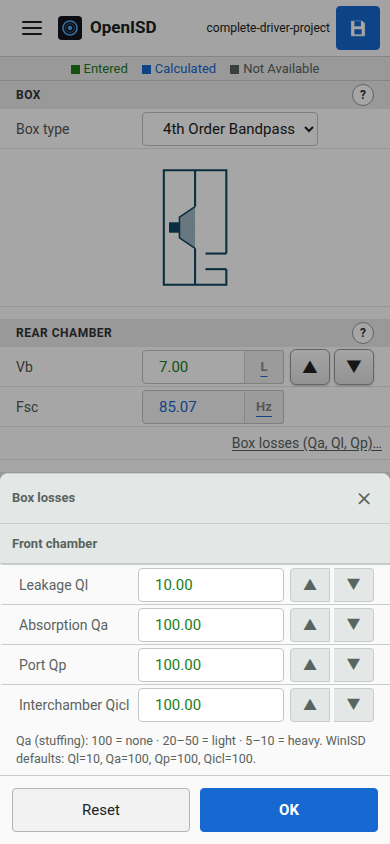 OpenISD
complete-driver-project
Entered
Calculated
Not Available
BOX
?
Box type
4th Order Bandpass
REAR CHAMBER
?
Vb
7.00
L
▲
▼
Fsc
85.07
Hz
Box losses (Qa, Ql, Qp)…
Box losses
×
Front chamber
Leakage Ql
10.00
▲
▼
Absorption Qa
100.00
▲
▼
Port Qp
100.00
▲
▼
Interchamber Qicl
100.00
▲
▼
Qa (stuffing): 100 = none · 20–50 = light · 5–10 = heavy. WinISD
defaults: Ql=10, Qa=100, Qp=100, Qicl=100.
Reset
OK